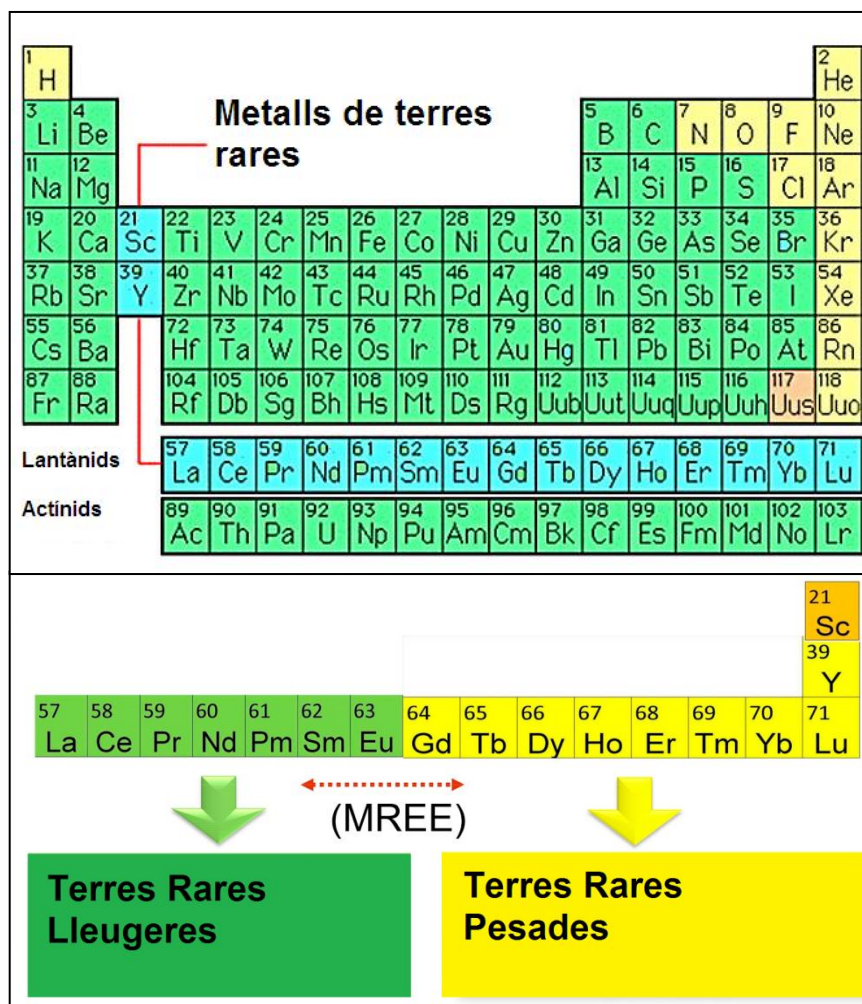 1 2
H He
Metalls de terres
rares
3 4 5 6 7 8 9 10
Li Be B C N O F Ne
11 12 13 14 15 16 17 18
Na Mg Al Si P S Cl Ar
19 20 21 22 23 24 25 26 27 28 29 30 31 32 33 34 35 36
K Ca Sc Ti V Cr Mn Fe Co Ni Cu Zn Ga Ge As Se Br Kr
37 38 39 40 41 42 43 44 45 46 47 48 49 50 51 52 53 54
Rb Sr Y Zr Nb Mo Tc Ru Rh Pd Ag Cd In Sn Sb Te I Xe
55 56 72 73 74 75 76 77 78 79 80 81 82 83 84 85 86
Cs Ba Hf Ta W Re Os Ir Pt Au Hg Tl Pb Bi Po At Rn
87 88 104 105 106 107 108 109 110 111 112 113 114 115 116 117 118
Fr Ra Rf Db Sg Bh Hs Mt Ds Rg Uub Uut Uuq Uup Uuh Uus Uuo
Lantànids
57 58 59 60 61 62 63 64 65 66 67 68 69 70 71
La Ce Pr Nd Pm Sm Eu Gd Tb Dy Ho Er Tm Yb Lu
Actínids
89 90 91 92 93 94 95 96 97 98 99 100 101 102 103
Ac Th Pa U Np Pu Am Cm Bk Cf Es Fm Md No Lr
21
Sc
39
Y
57 58 59 60 61 62 63 64 65 66 67 68 69 70 71
La Ce Pr Nd Pm Sm Eu Gd Tb Dy Ho Er Tm Yb Lu
(MREE)
Terres Rares
Lleugeres
Terres Rares
Pesades